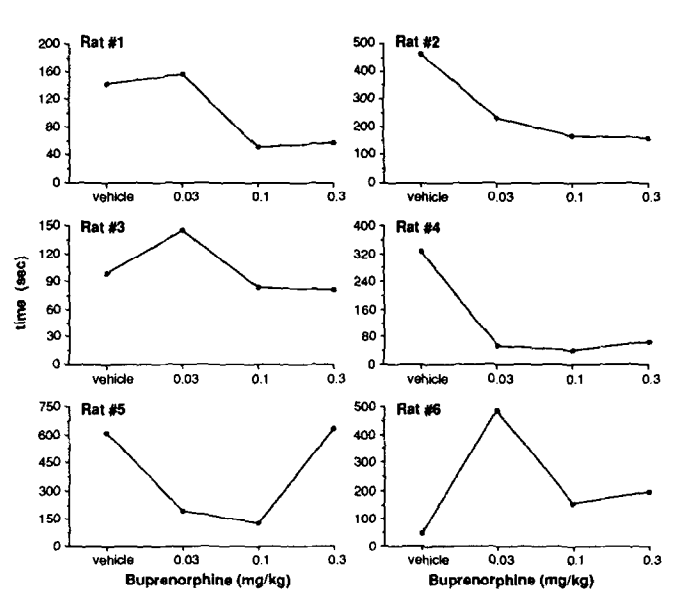 Rat #1
200
160
120
80
40
0
vehicle 0.03 0.1 0.3
Rat #2
500
400
300
200
100
0
vehicle 0.03 0.1 0.3
time (sec)
Rat #3
150
120
90
60
30
0
vehicle 0.03 0.1 0.3
Rat #4
400
320
240
160
80
0
vehicle 0.03 0.1 0.3
Rat #5
750
600
450
300
150
0
vehicle 0.03 0.1 0.3
Buprenorphine (mg/kg)
Rat #6
500
400
300
200
100
0
vehicle 0.03 0.1 0.3
Buprenorphine (mg/kg)